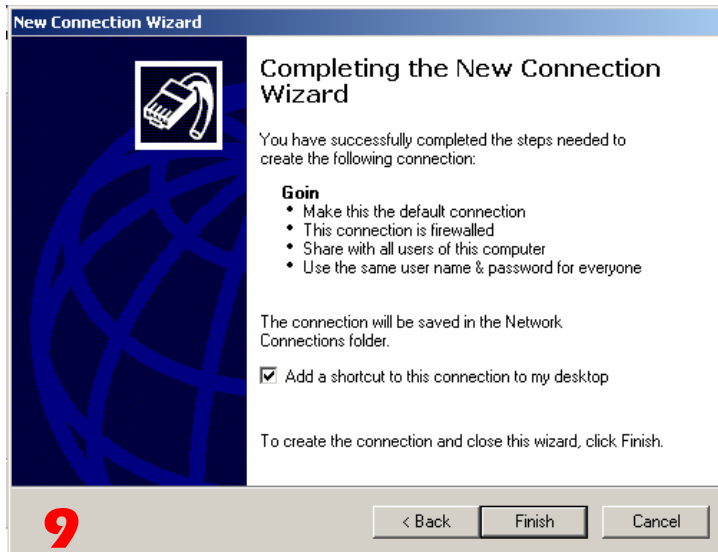 New Connection Wizard
Completing the New Connection
Wizard
You have successfully completed the steps needed to
create the following connection:
Goin
• Make this the default connection
• This connection is firewalled
• Share with all users of this computer
• Use the same user name & password for everyone
The connection will be saved in the Network
Connections folder.
Add a shortcut to this connection to my desktop
To create the connection and close this wizard, click Finish.
9
< Back Finish Cancel